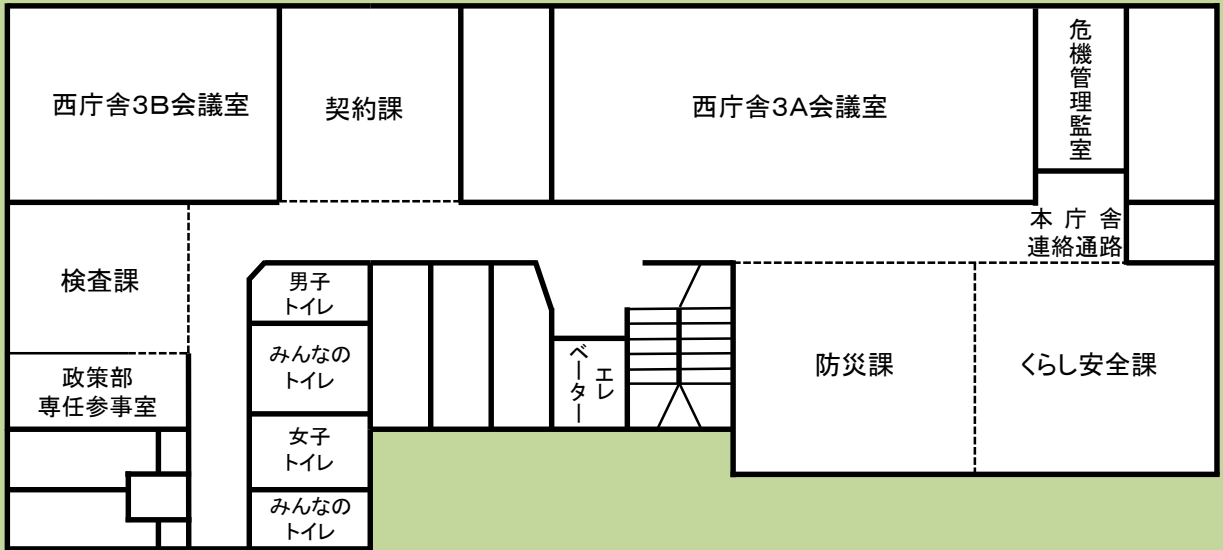 西庁舎3B会議室
契約課
西庁舎3A会議室
危機管理監室
本庁舎
連絡通路
検査課
男子
トイレ
みんなの
トイレ
政策部
専任参事室
女子
トイレ
みんなの
トイレ
エレ
ベーター
防災課
くらし安全課